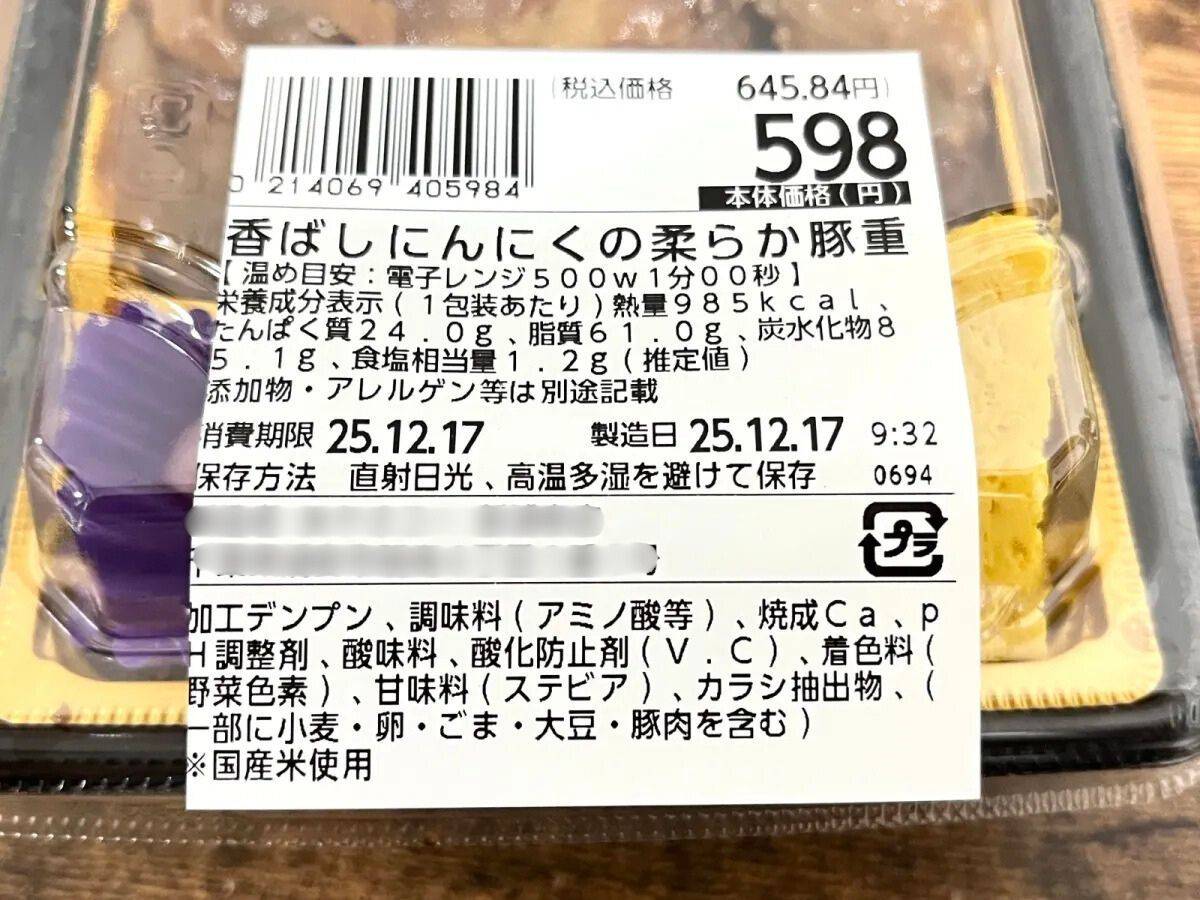 (税込価格 645.84円)
0 214069 405984
598
本体価格(円)
香ばしにんにくの柔らか豚重
【温め目安:電子レンジ500w1分00秒】
栄養成分表示(1包装あたり)熱量985kcal、
たんぱく質24.0g、脂質61.0g、炭水化物8
5.1g、食塩相当量1.2g(推定値)
添加物・アレルゲン等は別途記載
消費期限 25.12.17 製造日 25.12.17 9:32
保存方法 直射日光、高温多湿を避けて保存 0694
プラ
加工デンプン、調味料(アミノ酸等)、焼成Ca、p
H調整剤、酸味料、酸化防止剤(V.C)、着色料(
野菜色素)、甘味料(ステビア)、カラシ抽出物、(
一部に小麦・卵・ごま・大豆・豚肉を含む)
※国産米使用